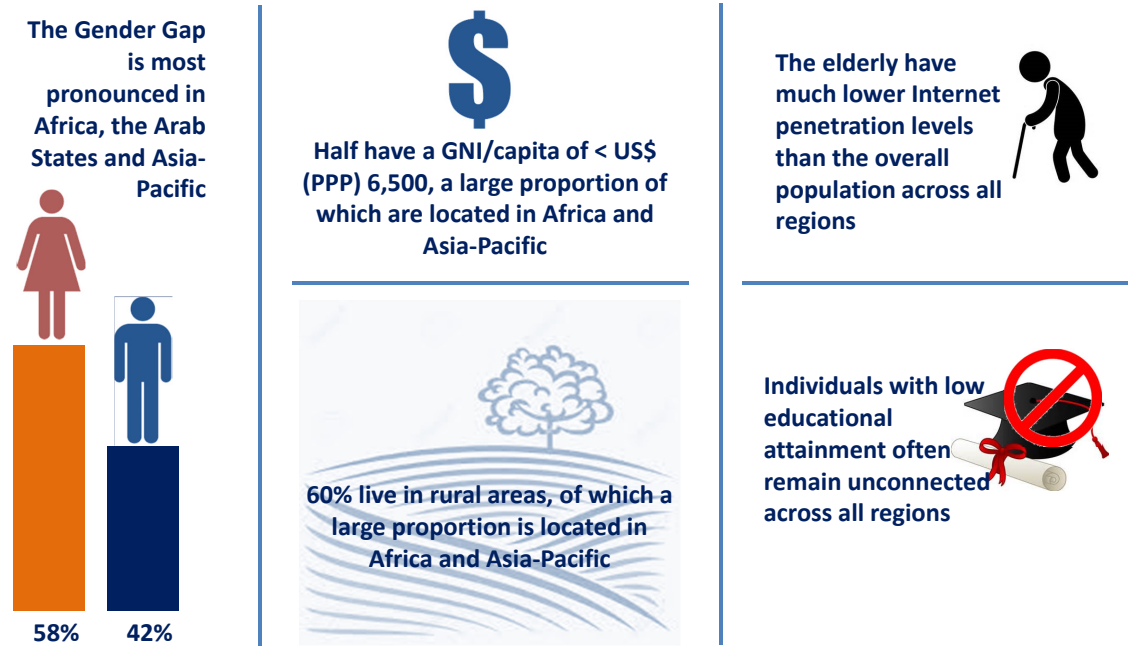 The Gender Gap
is most
pronounced in
Africa, the Arab
States and Asia-
Pacific
58%
42%
$
Half have a GNI/capita of < US$
(PPP) 6,500, a large proportion of
which are located in Africa and
Asia-Pacific
60% live in rural areas, of which a
large proportion is located in
Africa and Asia-Pacific
The elderly have
much lower Internet
penetration levels
than the overall
population across all
regions
Individuals with low
educational
attainment often
remain unconnected
across all regions